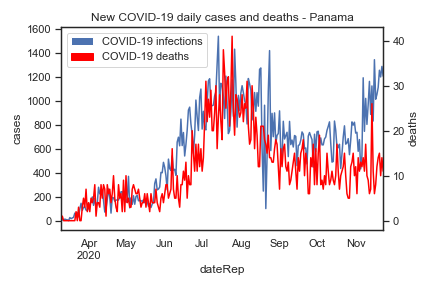 New COVID-19 daily cases and deaths - Panama
COVID-19 infections
COVID-19 deaths
1600
1400
1200
1000
800
600
400
200
0
cases
40
30
20
10
0
deaths
Apr
2020
May
Jun
Jul
Aug
Sep
Oct
Nov
dateRep